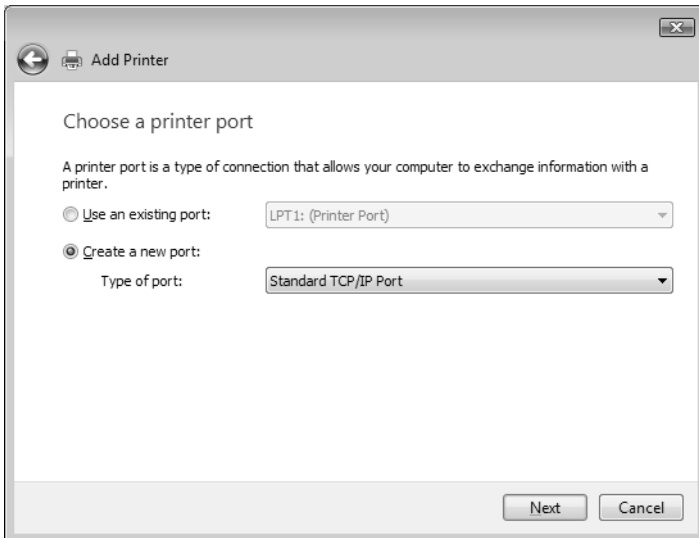 Add Printer
Choose a printer port
A printer port is a type of connection that allows your computer to exchange information with a
printer.
Use an existing port: LPT1: (Printer Port)
Create a new port:
Type of port: Standard TCP/IP Port
Next Cancel